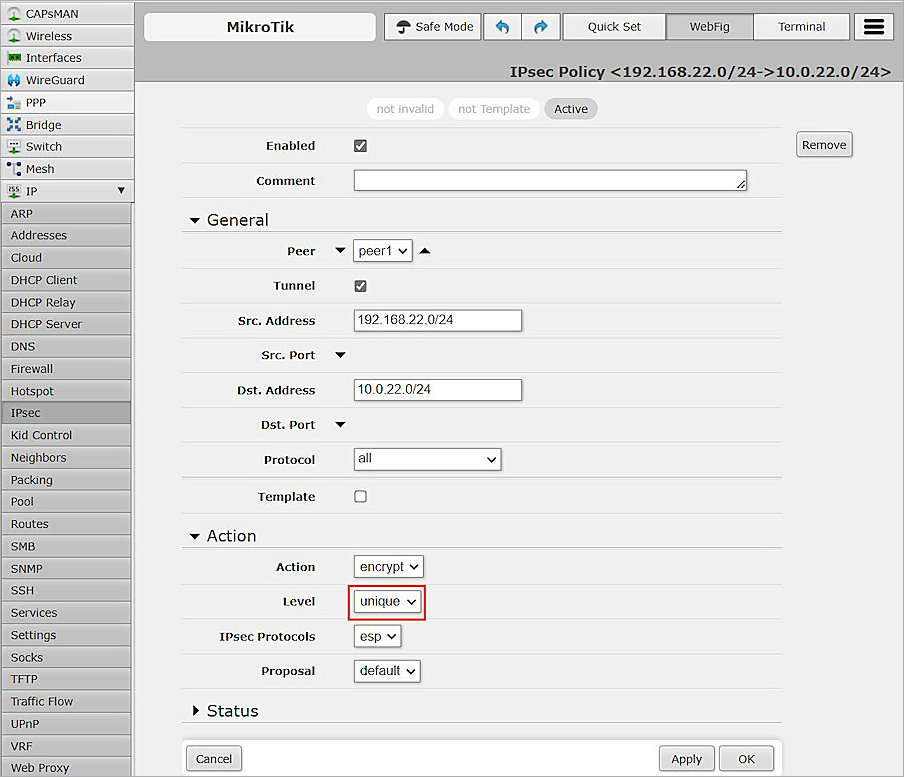 CAPsMAN
Wireless
Interfaces
WireGuard
PPP
Bridge
Switch
Mesh
IP
ARP
Addresses
Cloud
DHCP Client
DHCP Relay
DHCP Server
DNS
Firewall
Hotspot
IPsec
Kid Control
Neighbors
Packing
Pool
Routes
SMB
SNMP
SSH
Services
Settings
Socks
TFTP
Traffic Flow
UPnP
VRF
Web Proxy
MikroTik Safe Mode Quick Set WebFig Terminal
IPsec Policy <192.168.22.0/24->10.0.22.0/24>
not invalid not Template Active
Enabled
Remove
Comment
General
Peer peer1
Tunnel
Src. Address 192.168.22.0/24
Src. Port
Dst. Address 10.0.22.0/24
Dst. Port
Protocol all
Template
Action
Action encrypt
Level unique
IPsec Protocols esp
Proposal default
Status
Cancel Apply OK